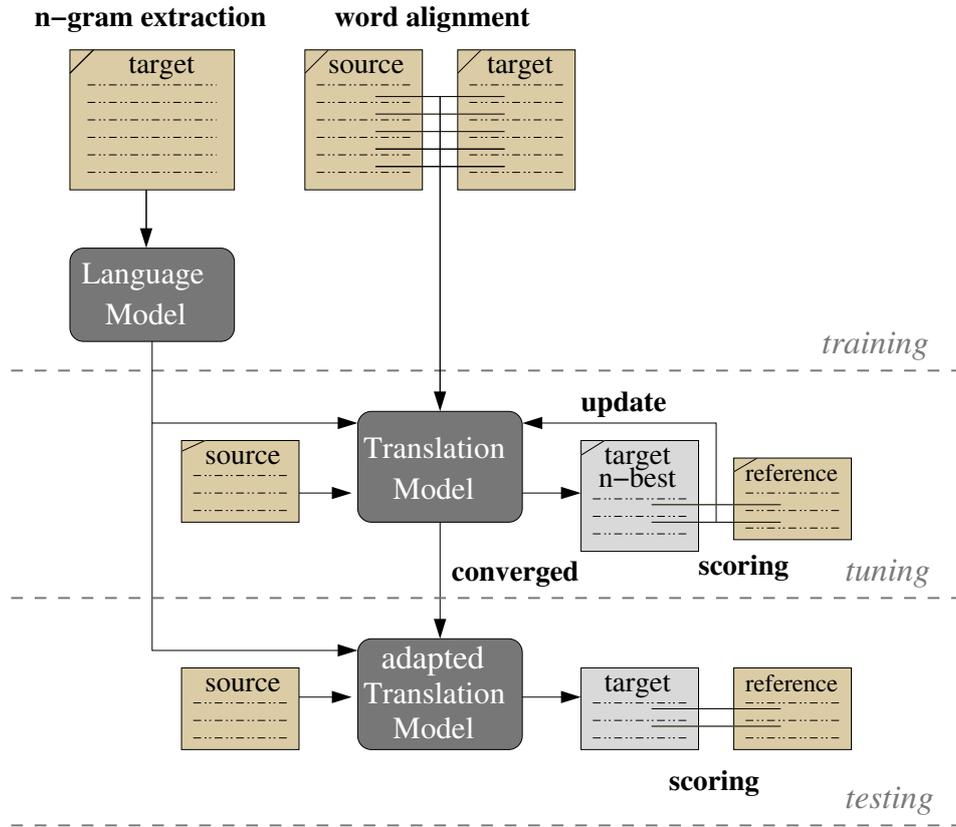 n−gram extraction
word alignment
target
source
target
Language
Model
training
update
Translation
Model
source
target
n−best
reference
converged
scoring
tuning
adapted
Translation
Model
source
target
reference
scoring
testing